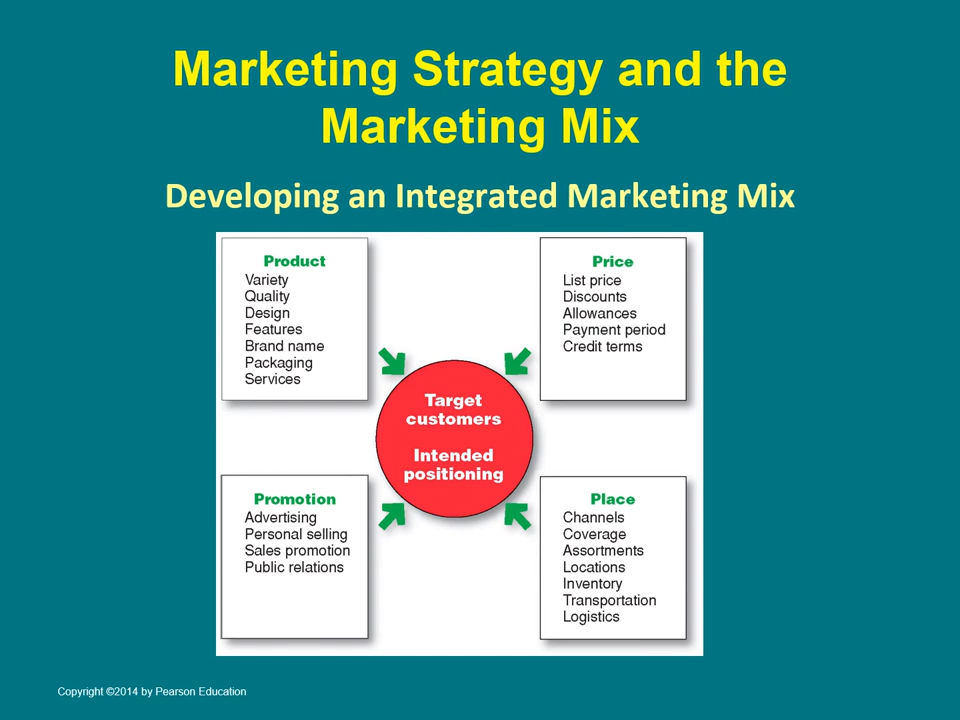 Marketing Strategy and the
Marketing Mix
Developing an Integrated Marketing Mix
Product
Variety
Quality
Design
Features
Brand name
Packaging
Services
Price
List price
Discounts
Allowances
Payment period
Credit terms
Target
customers
Intended
positioning
Promotion
Advertising
Personal selling
Sales promotion
Public relations
Place
Channels
Coverage
Assortments
Locations
Inventory
Transportation
Logistics
Copyright ©2014 by Pearson Education